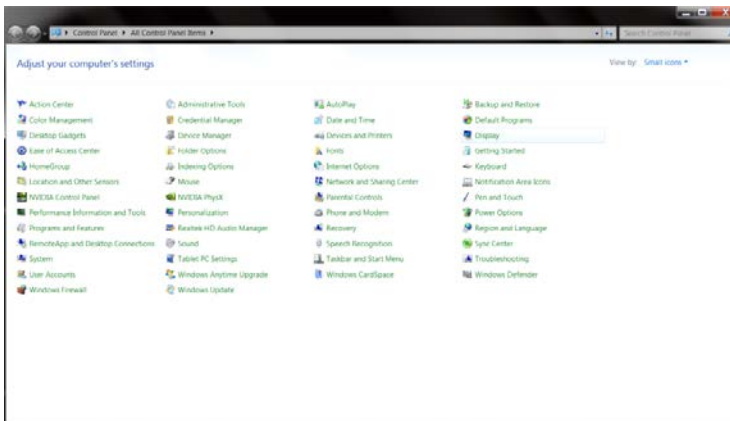 Control Panel All Control Panel Items
Search Control Panel
Adjust your computer's settings
View by: Small icons
Action Center Administrative Tools AutoPlay Backup and Restore
Color Management Credential Manager Date and Time Default Programs
Desktop Gadgets Device Manager Devices and Printers Display
Ease of Access Center Folder Options Fonts Getting Started
HomeGroup Indexing Options Internet Options Keyboard
Location and Other Sensors Mouse Network and Sharing Center Notification Area Icons
NVIDIA Control Panel NVIDIA PhysX Parental Controls Pen and Touch
Performance Information and Tools Personalization Phone and Modem Power Options
Programs and Features Realtek HD Audio Manager Recovery Region and Language
RemoteApp and Desktop Connections Sound Speech Recognition Sync Center
System Tablet PC Settings Taskbar and Start Menu Troubleshooting
User Accounts Windows Anytime Upgrade Windows CardSpace Windows Defender
Windows Firewall Windows Update